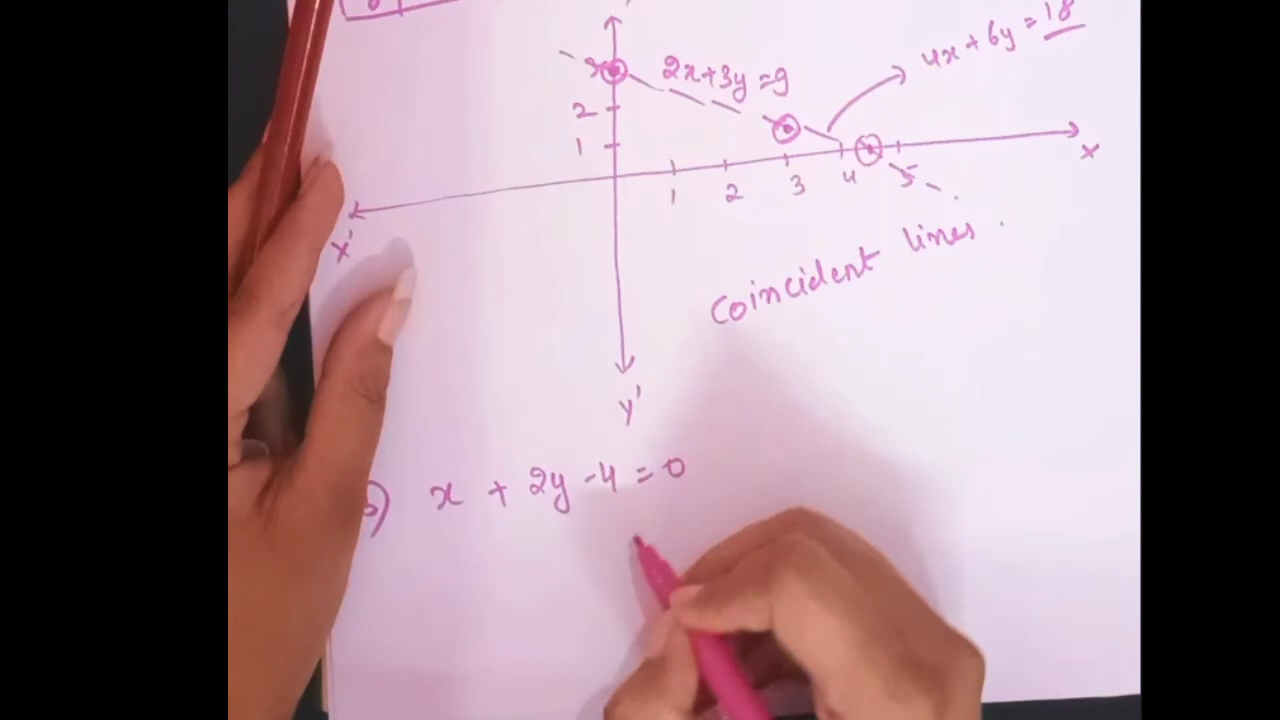 4x + 6y = 18
2x + 3y = 9
3
2
1
1 2 3 4 5
x
x'
coincident lines.
y'
x + 2y - 4 = 0